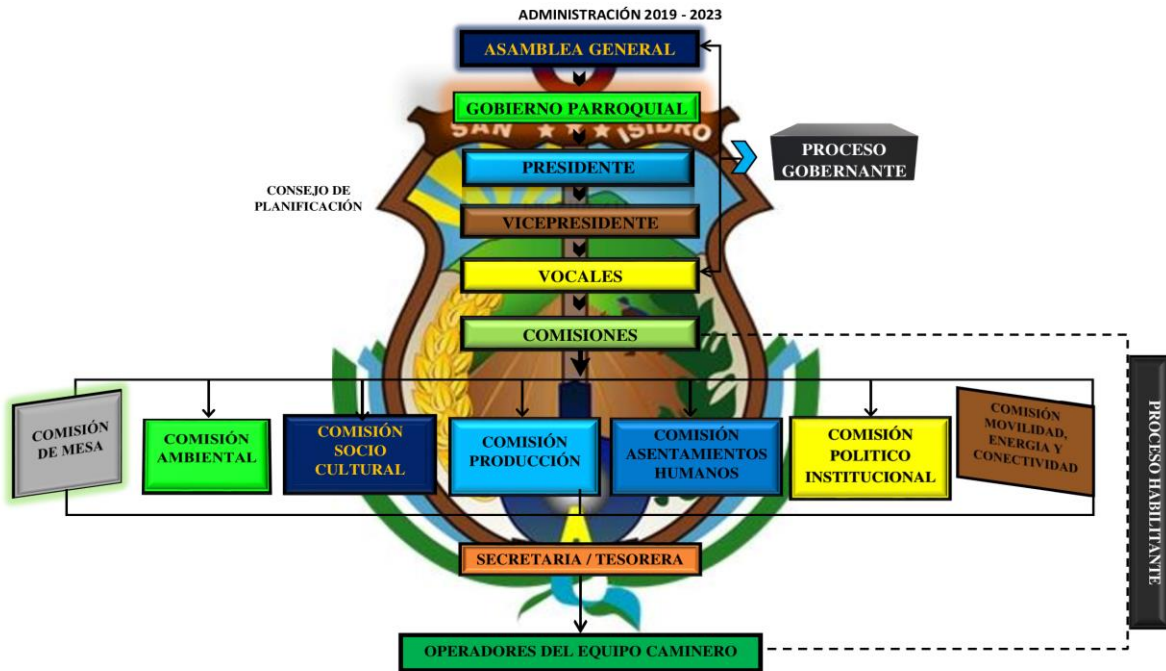 ADMINISTRACIÓN 2019 - 2023
ASAMBLEA GENERAL
GOBIERNO PARROQUIAL
SAN ★ ★ ★ ISIDRO
PROCESO
GOBERNANTE
PRESIDENTE
CONSEJO DE
PLANIFICACIÓN
VICEPRESIDENTE
VOCALES
COMISIONES
COMISIÓN
DE MESA
COMISIÓN
AMBIENTAL
COMISIÓN
SOCIO
CULTURAL
COMISIÓN
PRODUCCIÓN
COMISIÓN
ASENTAMIENTOS
HUMANOS
COMISIÓN
POLITICO
INSTITUCIONAL
COMISIÓN
MOVILIDAD,
ENERGIA Y
CONECTIVIDAD
PROCESO HABILITANTE
SECRETARIA / TESORERA
OPERADORES DEL EQUIPO CAMINERO